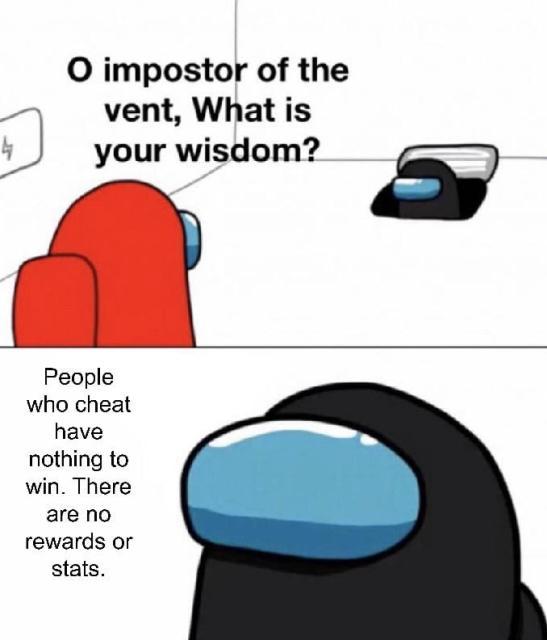 O impostor of the
vent, What is
your wisdom?
People
who cheat
have
nothing to
win. There
are no
rewards or
stats.